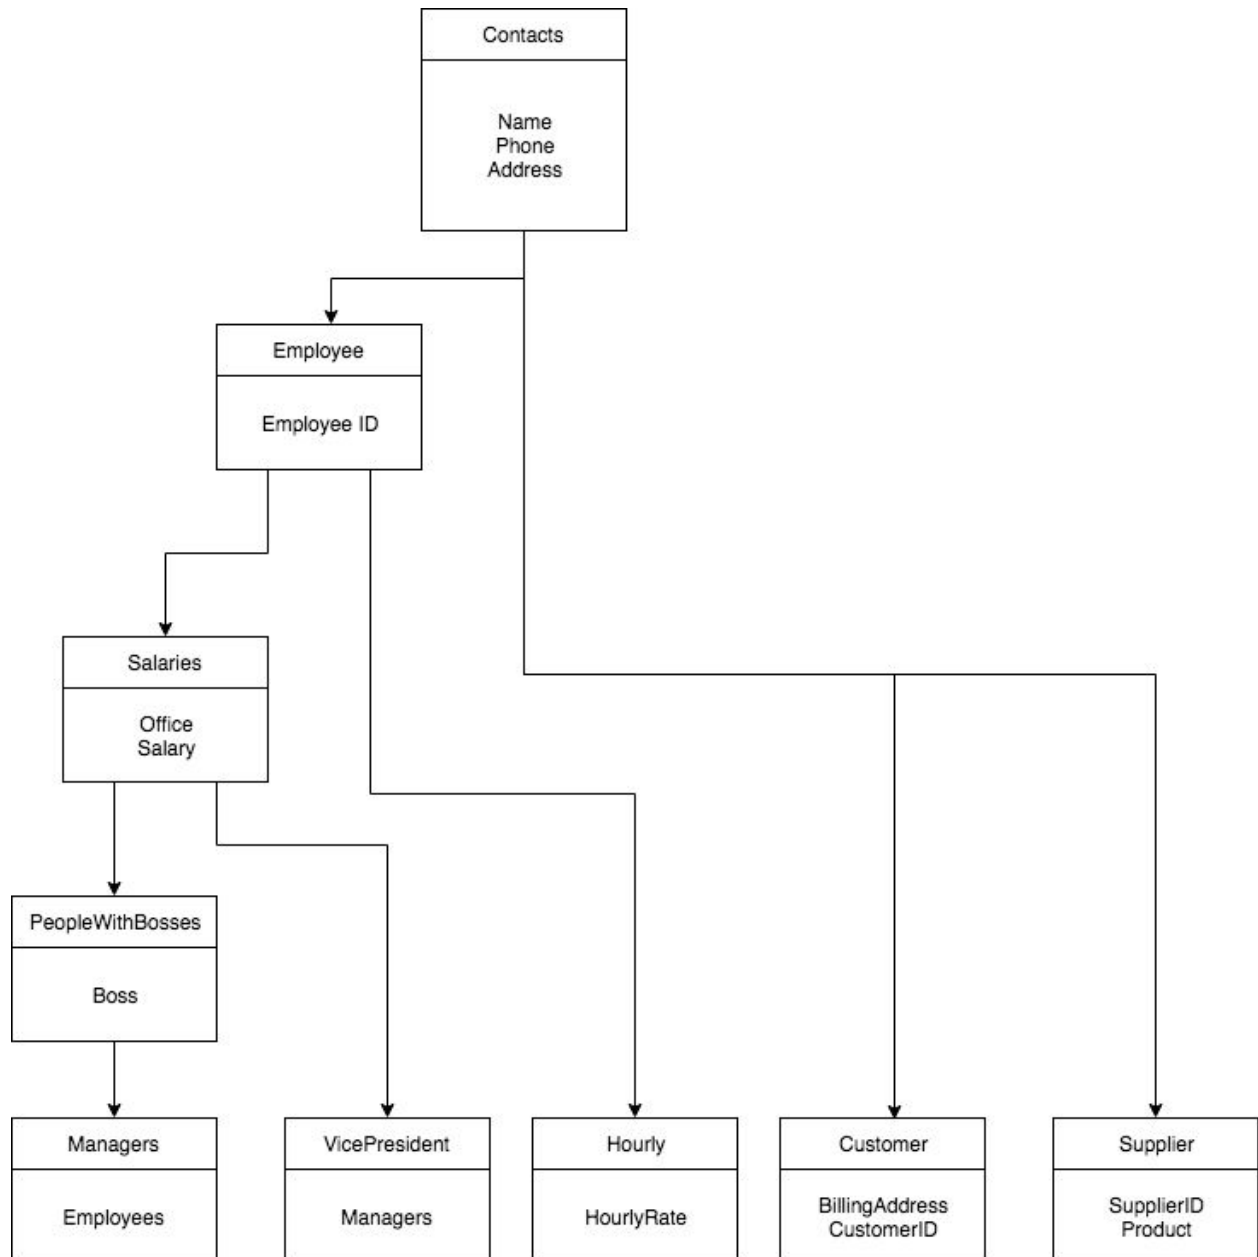 Contacts
Name
Phone
Address
Employee
Employee ID
Salaries
Office
Salary
PeopleWithBosses
Boss
Managers
Employees
VicePresident
Managers
Hourly
HourlyRate
Customer
BillingAddress
CustomerID
Supplier
SupplierID
Product